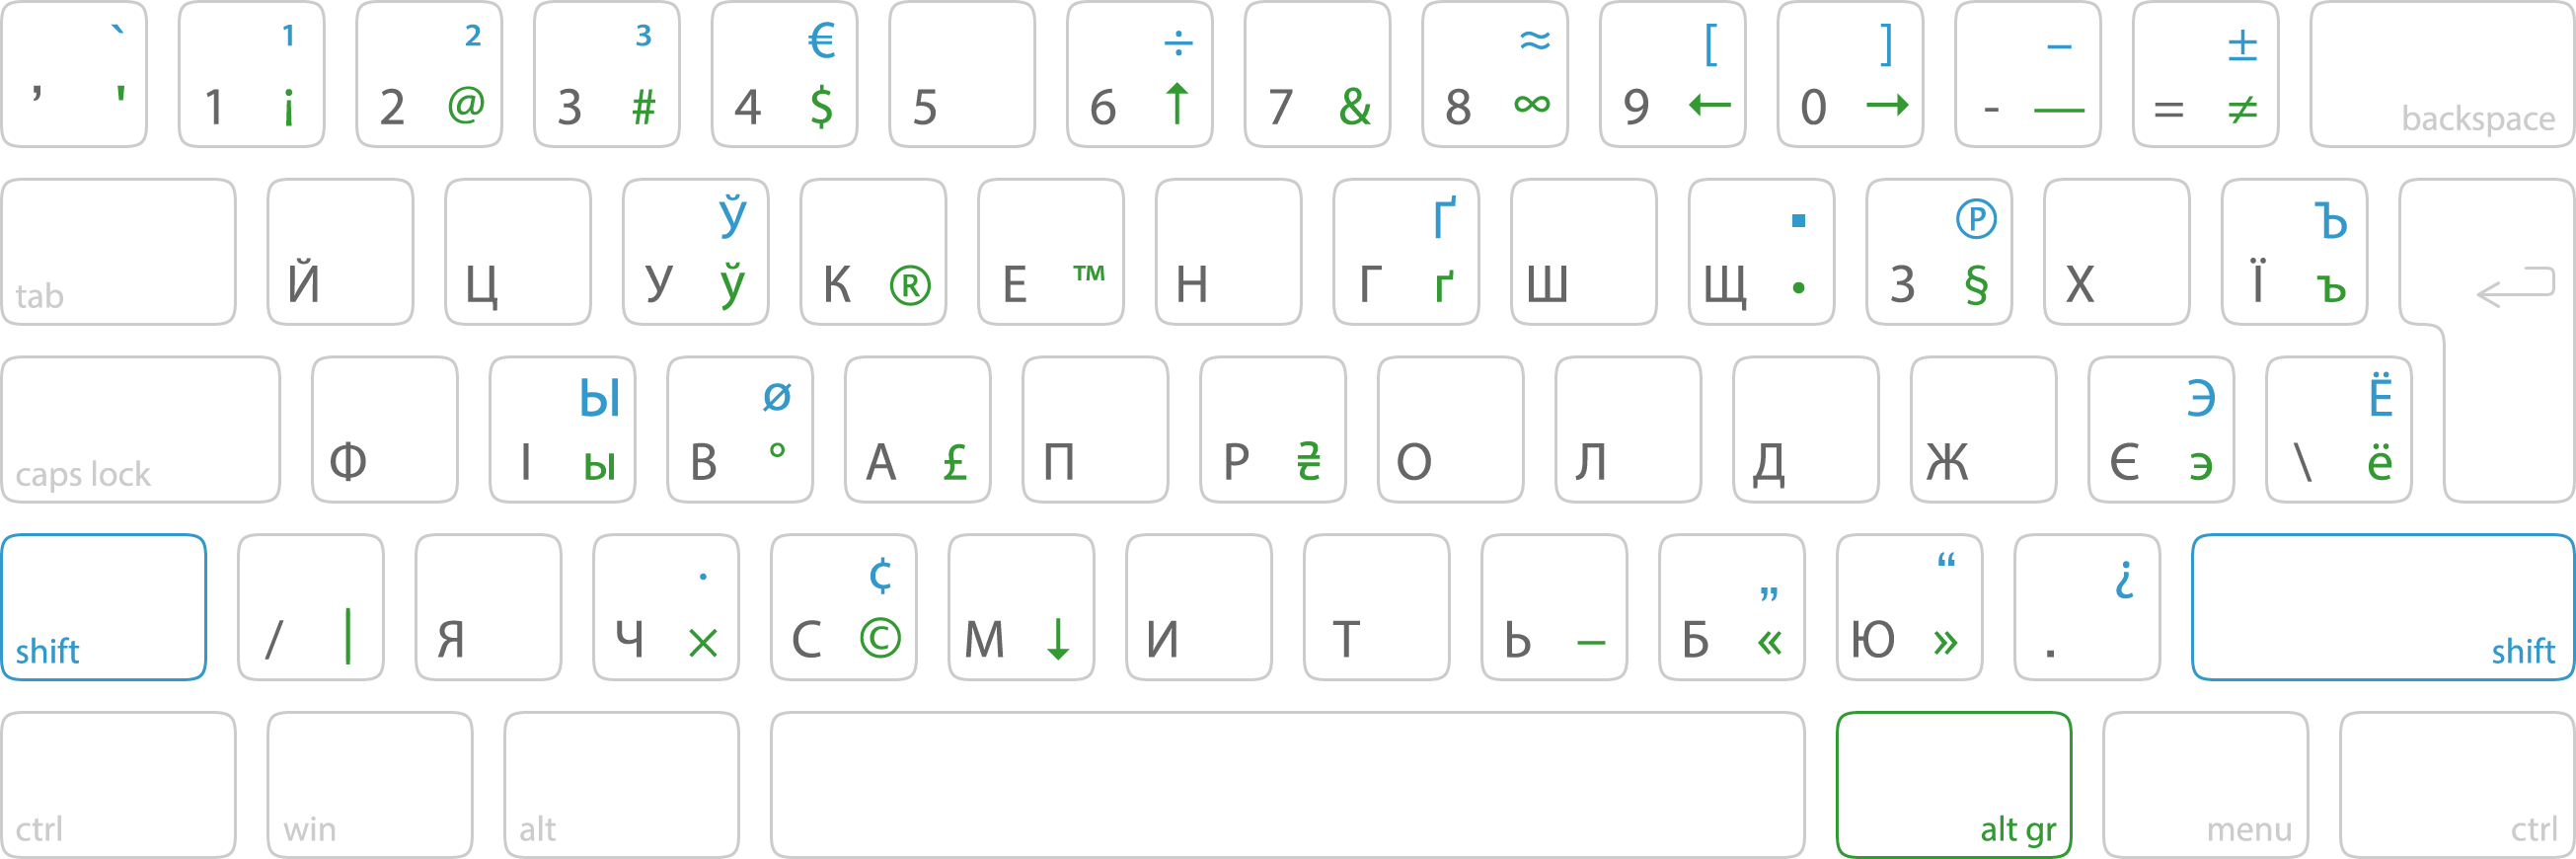 ` ¹ ² ³ € ÷ ≈ [ ] – ±
’ ' 1 ¡ 2 @ 3 # 4 $ 5 6 ↑ 7 & 8 ∞ 9 ← 0 → - — = ≠ backspace
Ў Ґ ▪ ℗ Ъ
tab Й Ц У ў К ® Е ™ Н Г ґ Ш Щ • З § Х Ї ъ
Ы ø Э Ё
caps lock Ф І ы В ° А £ П Р ₴ О Л Д Ж Є э \ ё
· ¢ „ “ ¿
shift / | Я Ч × С © М ↓ И Т Ь – Б « Ю » . shift
ctrl win alt alt gr menu ctrl